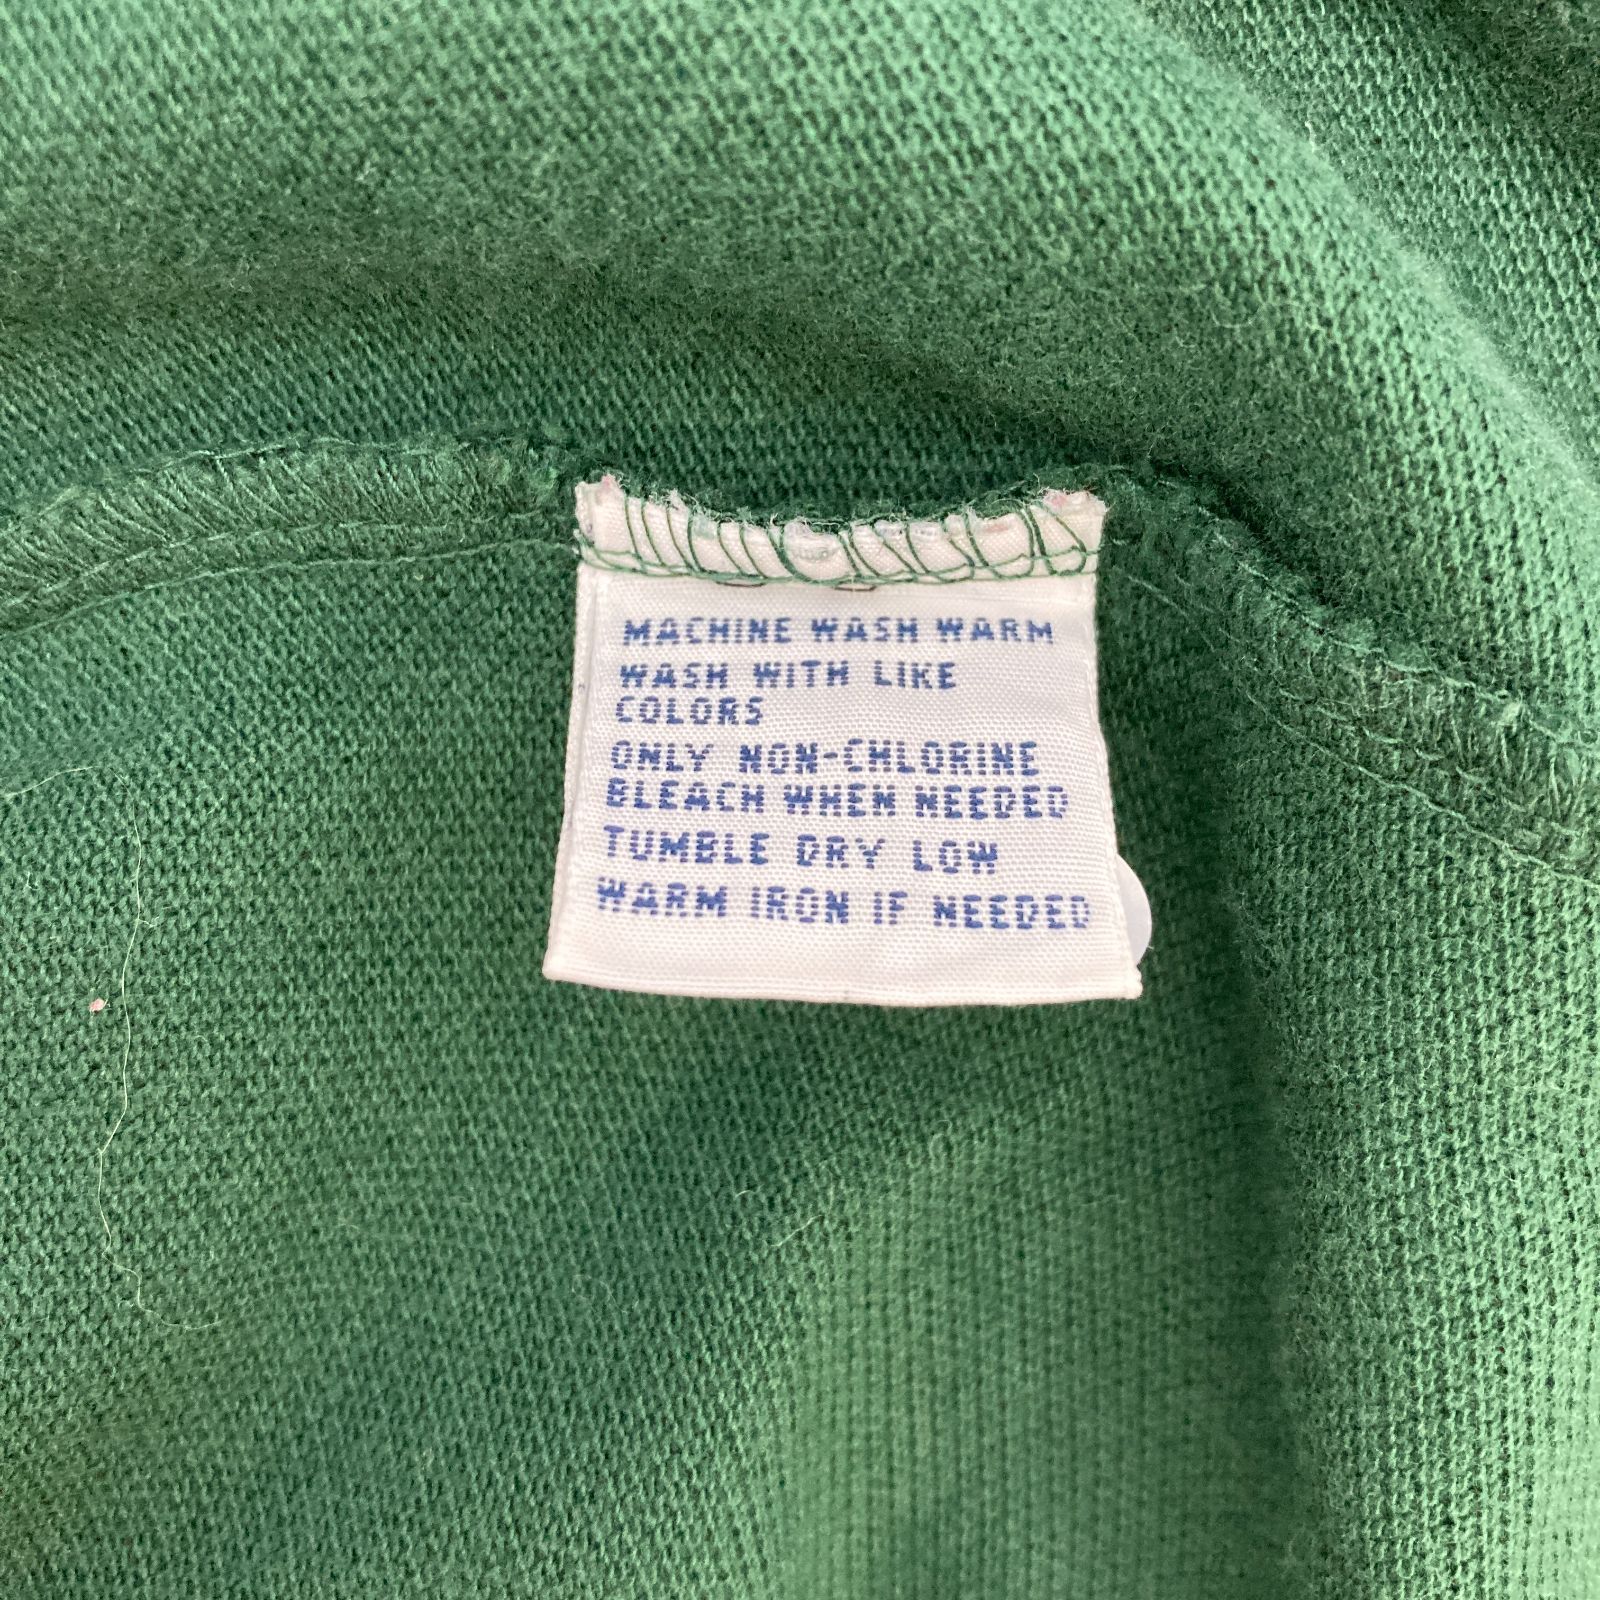 MACHINE WASH WARM
WASH WITH LIKE
COLORS
ONLY NON-CHLORINE
BLEACH WHEN NEEDED
TUMBLE DRY LOW
WARM IRON IF NEEDED